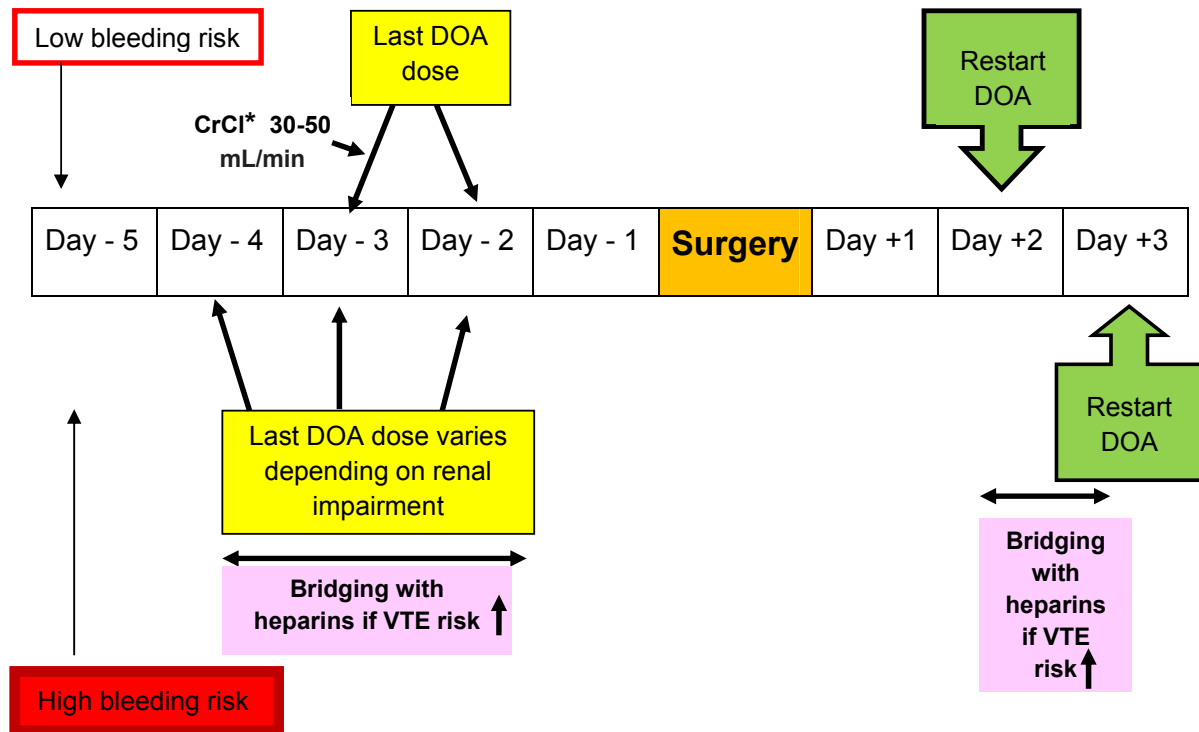 Low bleeding risk
Last DOA
dose
Restart
DOA
CrCl* 30-50
mL/min
Day - 5
Day - 4
Day - 3
Day - 2
Day - 1
Surgery
Day +1
Day +2
Day +3
Last DOA dose varies
depending on renal
impairment
Restart
DOA
Bridging with
heparins if VTE risk
Bridging
with
heparins
if VTE
risk
High bleeding risk